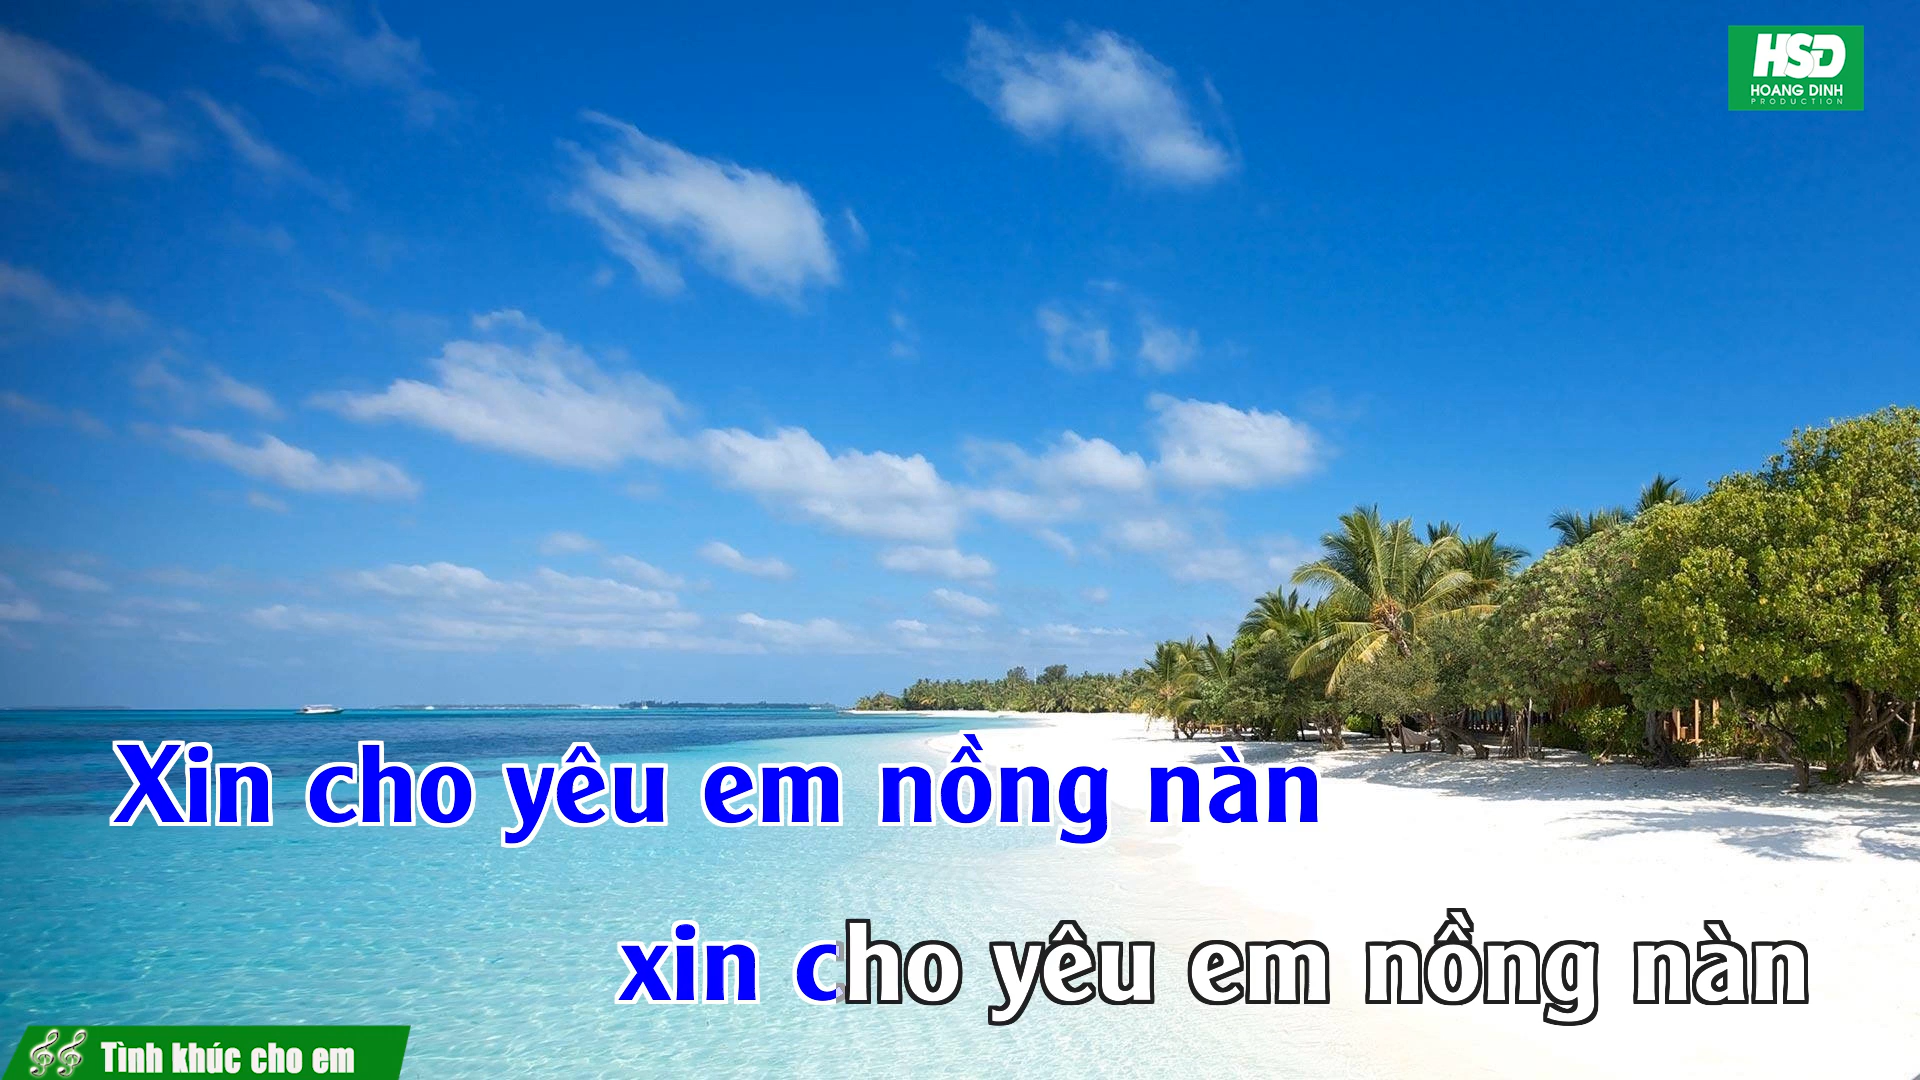 HSD
HOANG DINH
PRODUCTION
Xin cho yêu em nồng nàn
xin cho yêu em nồng nàn
Tình khúc cho em